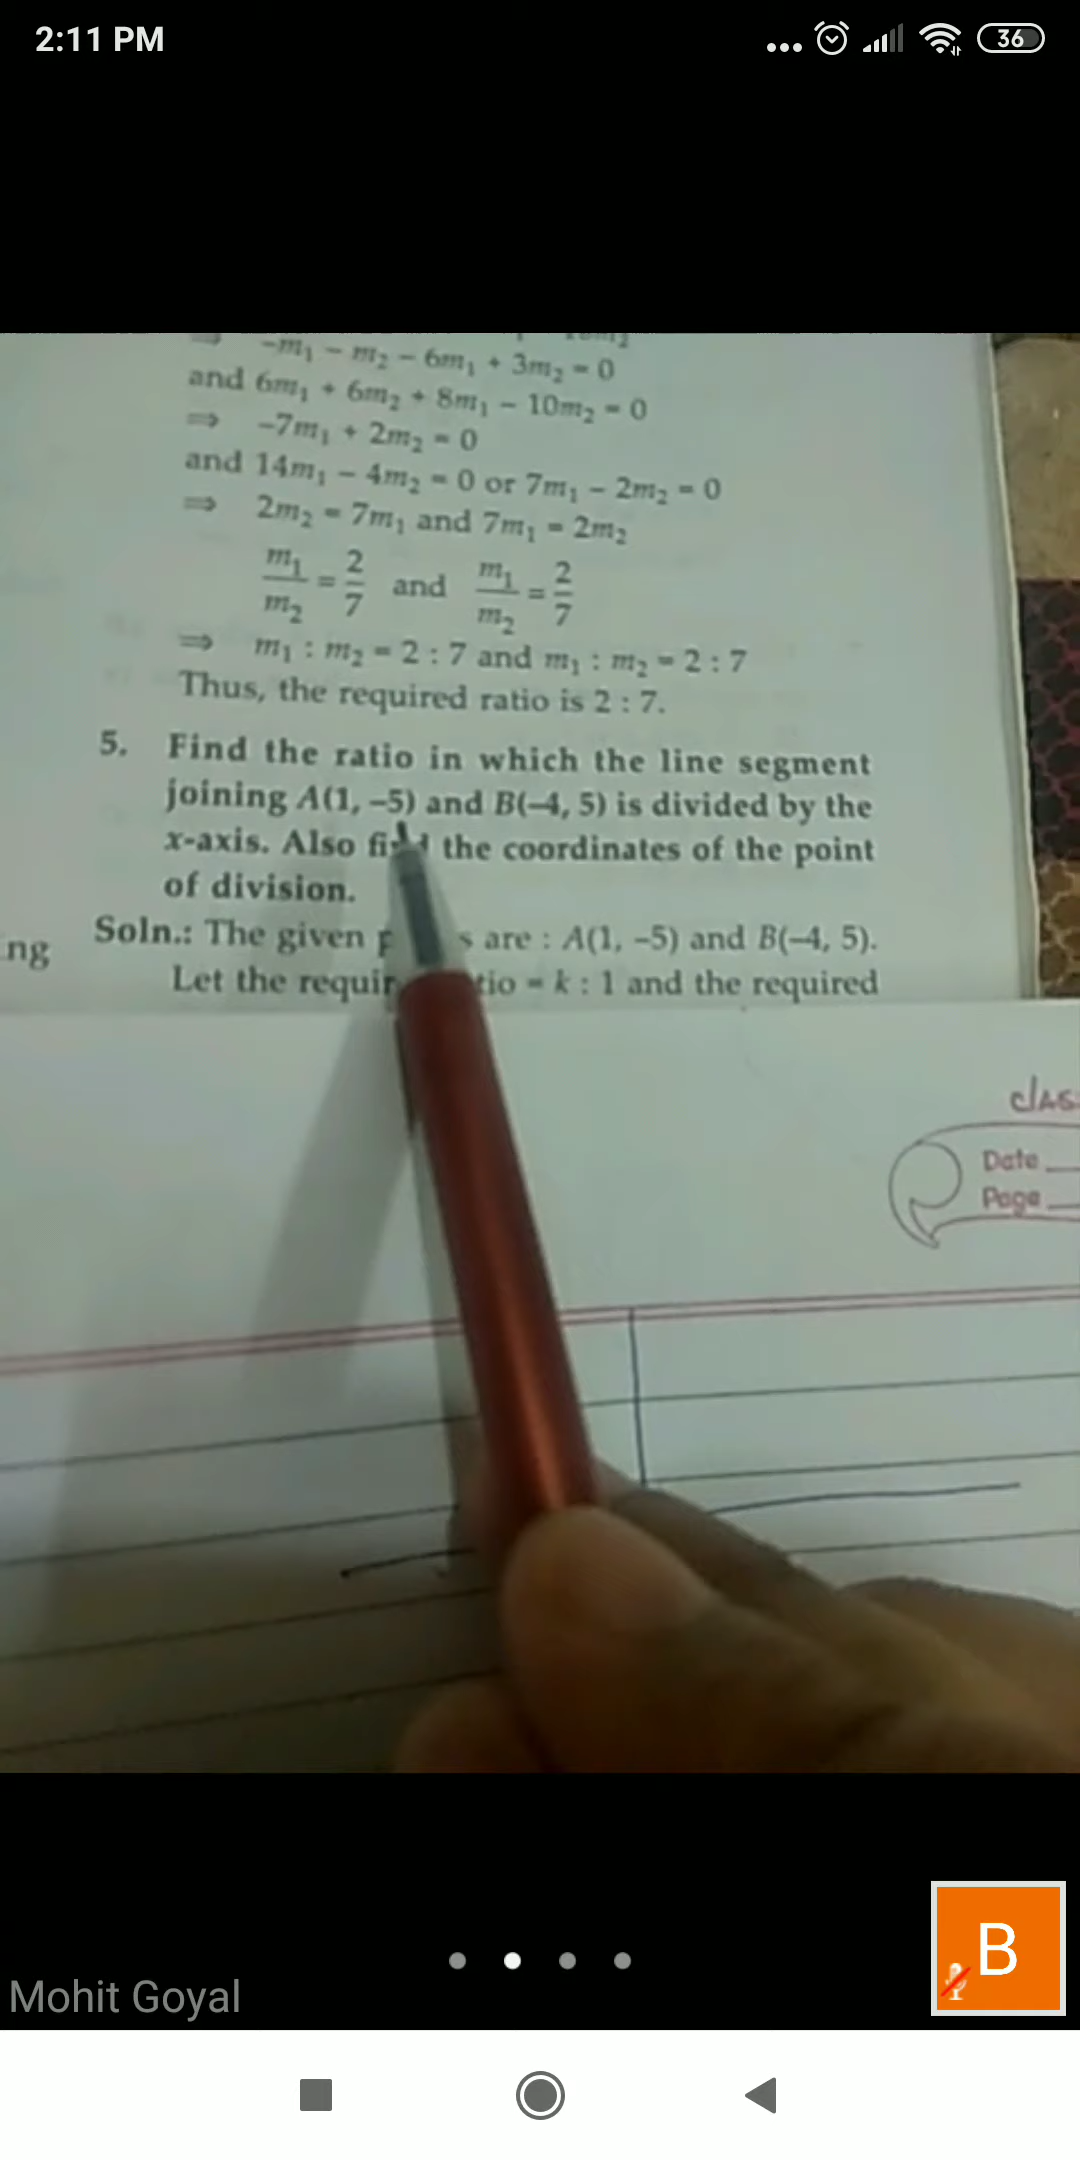 2:11 PM
36
-m₁ - m₂ - 6m₁ + 3m₂ = 0
and 6m₁ + 6m₂ + 8m₁ - 10m₂ = 0
⇒ -7m₁ + 2m₂ = 0
and 14m₁ - 4m₂ = 0 or 7m₁ - 2m₂ = 0
⇒ 2m₂ = 7m₁ and 7m₁ = 2m₂
m₁/m₂ = 2/7 and m₁/m₂ = 2/7
⇒ m₁ : m₂ = 2 : 7 and m₁ : m₂ = 2 : 7
Thus, the required ratio is 2 : 7.
5. Find the ratio in which the line segment
joining A(1, -5) and B(-4, 5) is divided by the
x-axis. Also the coordinates of the point
of division.
Soln.: The given are : A(1, -5) and B(-4, 5).
ng
Let the = k : 1 and the required
Date
Page
B
Mohit Goyal